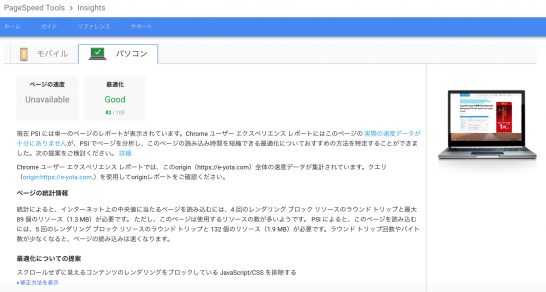 PageSpeed Tools > Insights
ホーム ガイド リファレンス サポート
モバイル パソコン
ページの速度 最適化
Unavailable Good
82 / 100
現在 PSI には単一のページのレポートが表示されています。Chrome ユーザー エクスペリエンス レポートにはこのページの 実際の速度データが
十分にありませんが、PSI でページを分析し、このページの読み込み時間を短縮できる最適化についておすすめの方法を特定することができま
した。次の提案をご検討ください。 詳細
Chrome ユーザー エクスペリエンス レポートでは、このorigin（https://e-yota.com）全体の速度データが集計されています。クエリ
（origin:https://e-yota.com.）を使用してoriginレポートをご確認ください。
ページの統計情報
統計によると、インターネット上の中央値に当たるページを読み込むには、4 回のレンダリング ブロック リソースのラウンド トリップと最大
89 個のリソース（1.3 MB）が必要です。ただし、このページは使用するリソースの数が多いようです。 PSI によると、このページを読み込む
には、5 回のレンダリング ブロック リソースのラウンド トリップと 132 個のリソース（1.9 MB）が必要です。ラウンド トリップ回数やバイト
数が少なくなると、ページの読み込みは速くなります。
最適化についての提案
スクロールせずに見えるコンテンツのレンダリングをブロックしている JavaScript/CSS を排除する
修正方法を表示